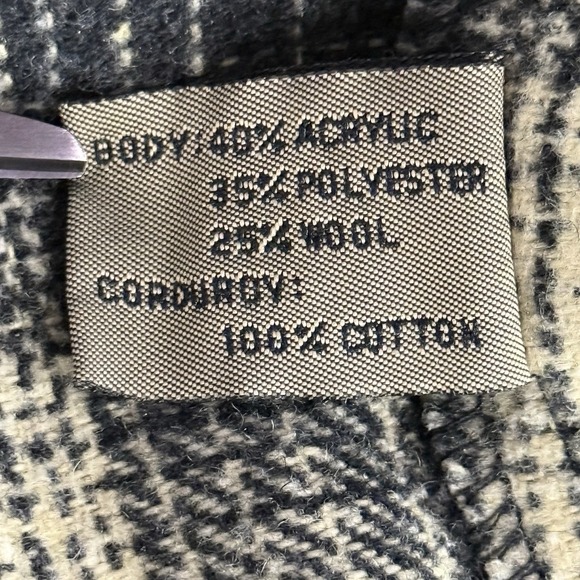 BODY: 40% ACRYLIC
35% POLYESTER
25% WOOL
CORDUROY:
100% COTTON